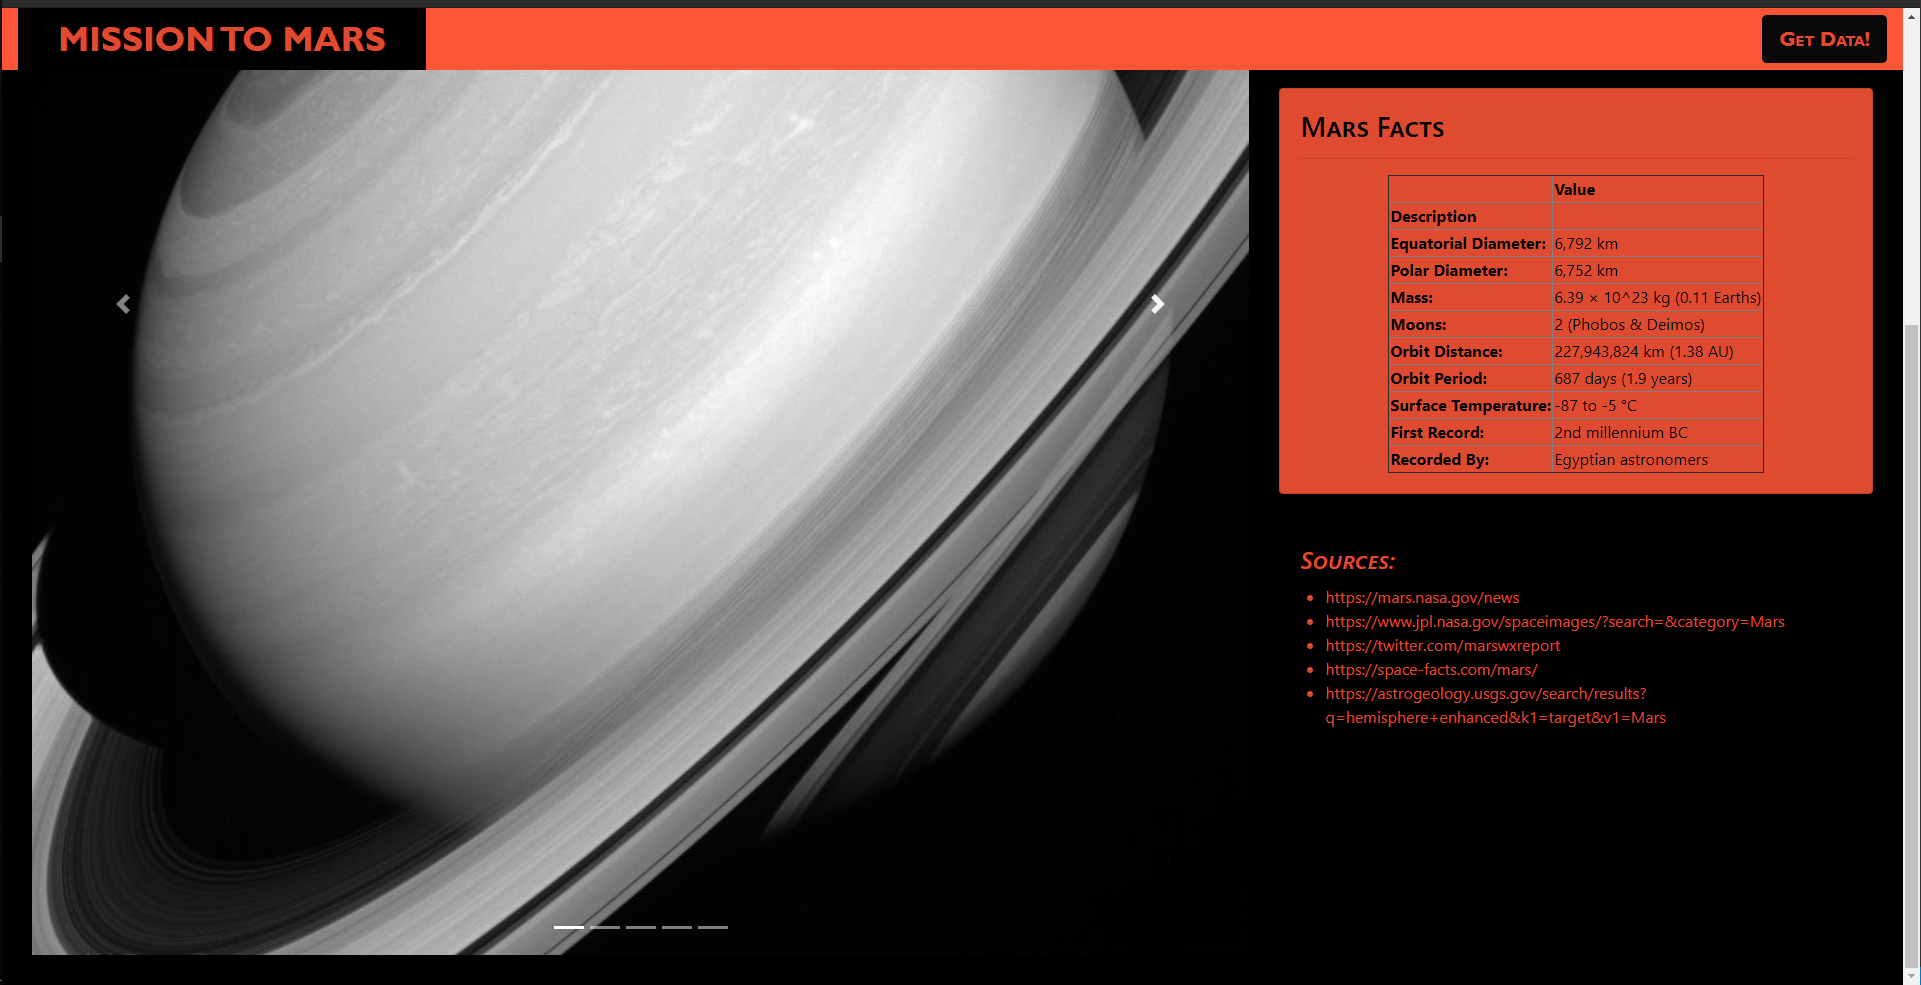 MISSION TO MARS
Get Data!
Mars Facts
Value
Description
Equatorial Diameter: 6,792 km
Polar Diameter: 6,752 km
Mass: 6.39 × 10^23 kg (0.11 Earths)
Moons: 2 (Phobos & Deimos)
Orbit Distance: 227,943,824 km (1.38 AU)
Orbit Period: 687 days (1.9 years)
Surface Temperature: -87 to -5 °C
First Record: 2nd millennium BC
Recorded By: Egyptian astronomers
Sources:
https://mars.nasa.gov/news
https://www.jpl.nasa.gov/spaceimages/?search=&category=Mars
https://twitter.com/marswxreport
https://space-facts.com/mars/
https://astrogeology.usgs.gov/search/results?
q=hemisphere+enhanced&k1=target&v1=Mars